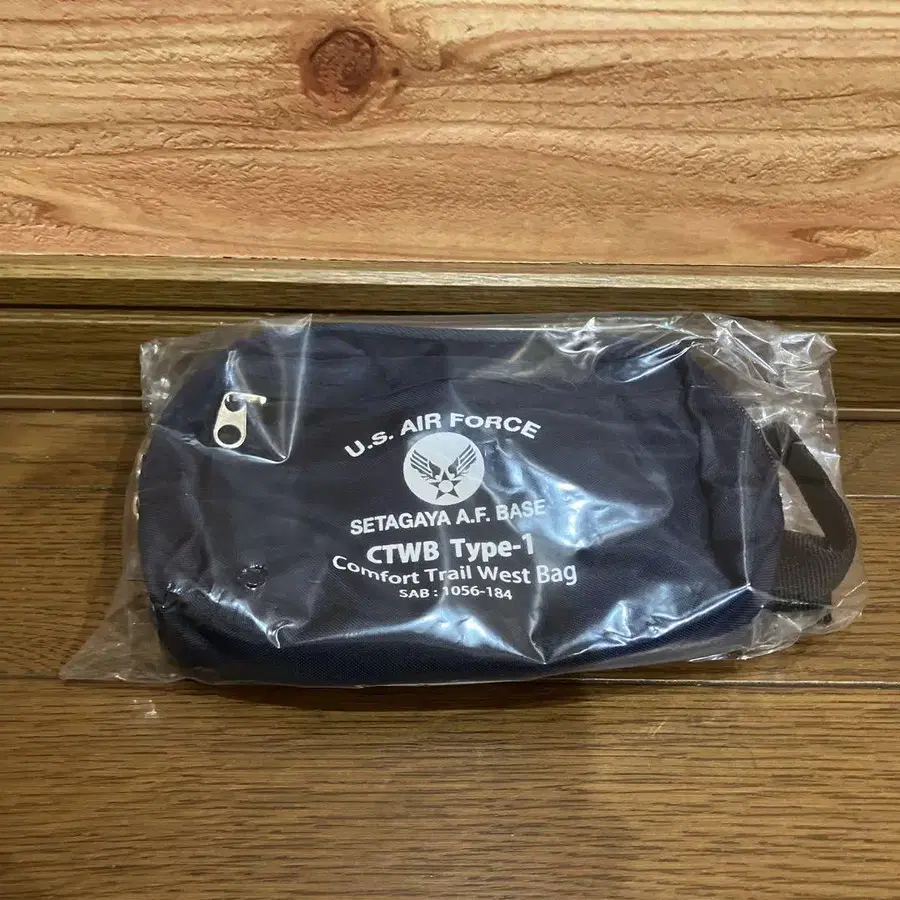 U.S. AIR FORCE
SETAGAYA A.F. BASE
CTWB Type-1
Comfort Trail West Bag
SAB : 1056-184